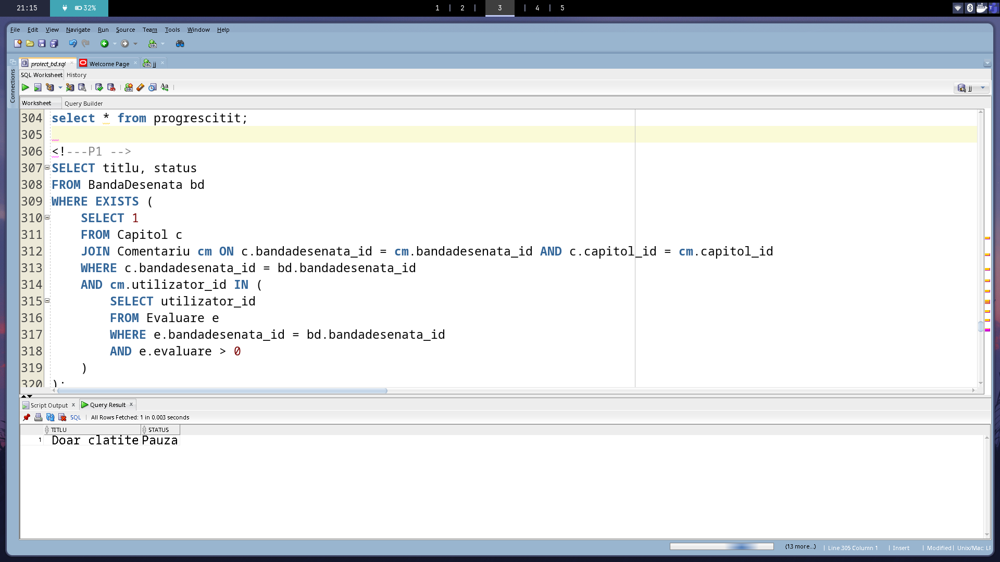 21:15
32%
1 | 2 | 3 | 4 | 5
File Edit View Navigate Run Source Team Tools Window Help
proiect_bd.sql Welcome Page jj
Connections
SQL Worksheet History
jj
Worksheet Query Builder
304 select * from progrescitit;
305
306 <!---P1 -->
307 SELECT titlu, status
308 FROM BandaDesenata bd
309 WHERE EXISTS (
310 SELECT 1
311 FROM Capitol c
312 JOIN Comentariu cm ON c.bandadesenata_id = cm.bandadesenata_id AND c.capitol_id = cm.capitol_id
313 WHERE c.bandadesenata_id = bd.bandadesenata_id
314 AND cm.utilizator_id IN (
315 SELECT utilizator_id
316 FROM Evaluare e
317 WHERE e.bandadesenata_id = bd.bandadesenata_id
318 AND e.evaluare > 0
319 )
320 );
Script Output x Query Result x
SQL | All Rows Fetched: 1 in 0.003 seconds
TITLU STATUS
1 Doar clatite Pauza
(13 more...) | Line 305 Column 1 | Insert | Modified | Unix/Mac: LF